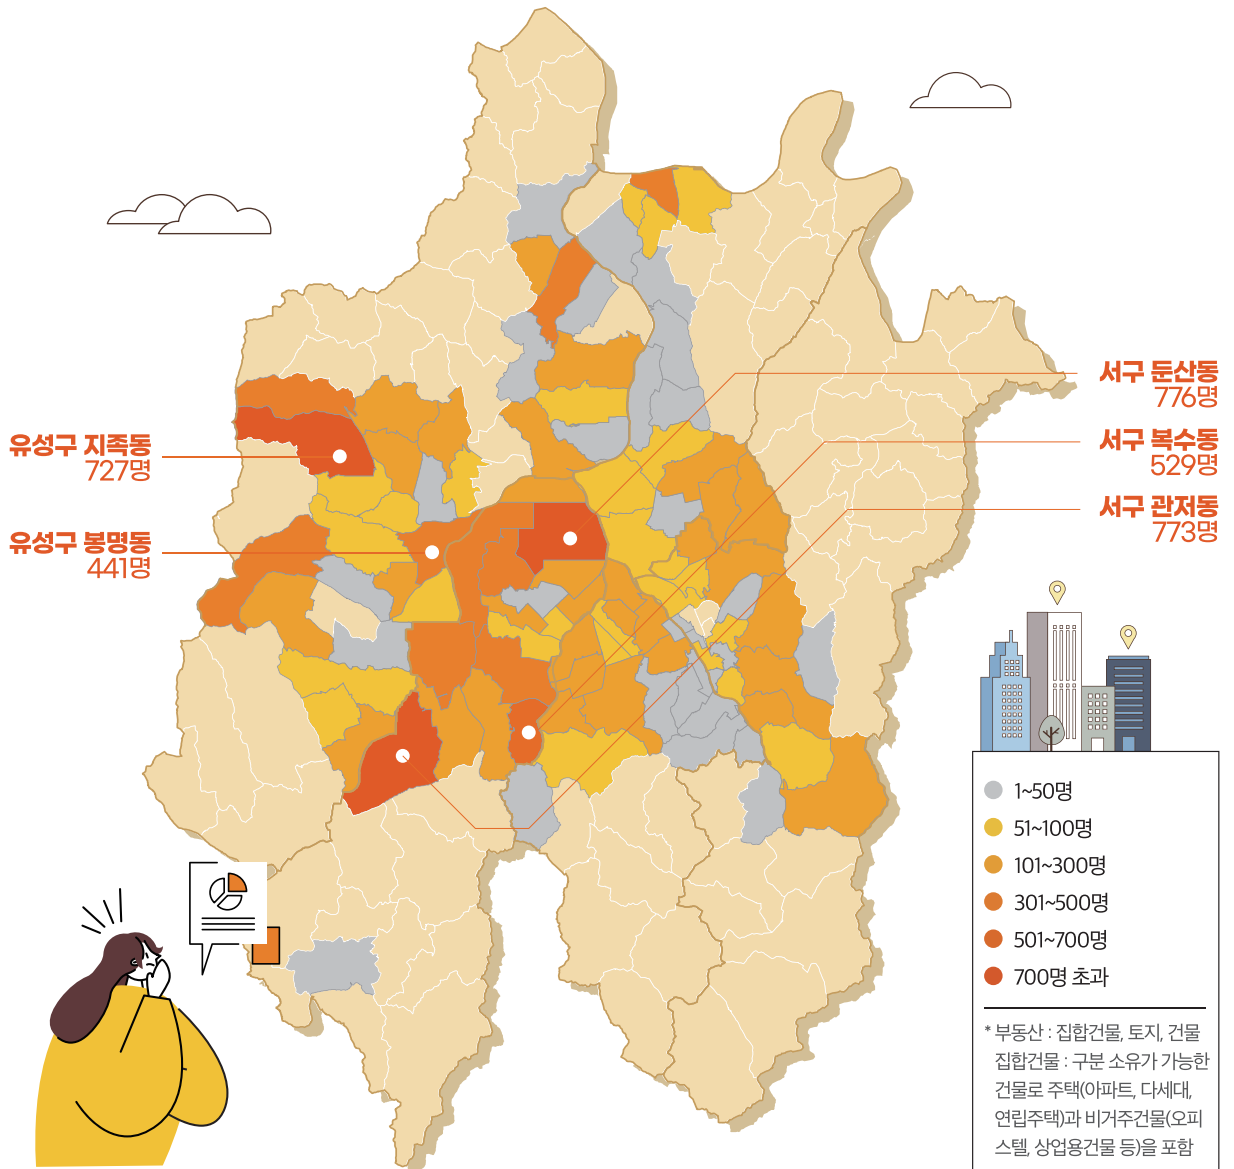 서구 둔산동
776명
서구 복수동
529명
서구 관저동
773명
유성구 지족동
727명
유성구 봉명동
441명
1~50명
51~100명
101~300명
301~500명
501~700명
700명 초과
* 부동산 : 집합건물, 토지, 건물
집합건물 : 구분 소유가 가능한
건물로 주택(아파트, 다세대,
연립주택)과 비거주건물(오피
스텔, 상업용건물 등)을 포함